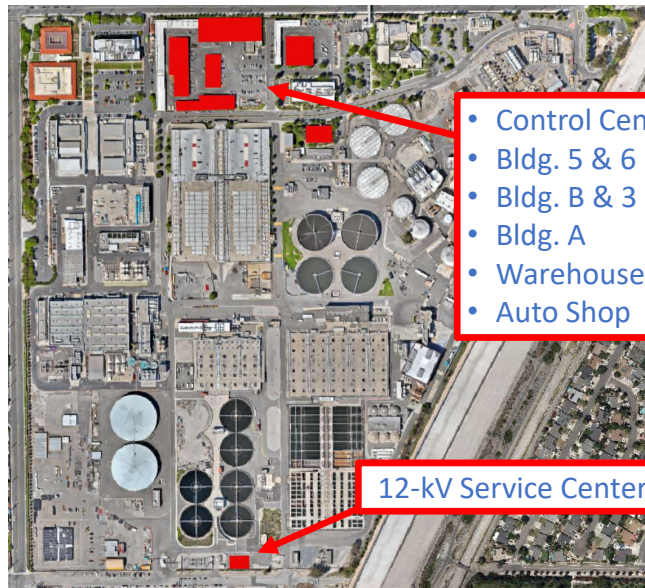 • Control Cen
• Bldg. 5 & 6
• Bldg. B & 3
• Bldg. A
• Warehouse
• Auto Shop
12-kV Service Center